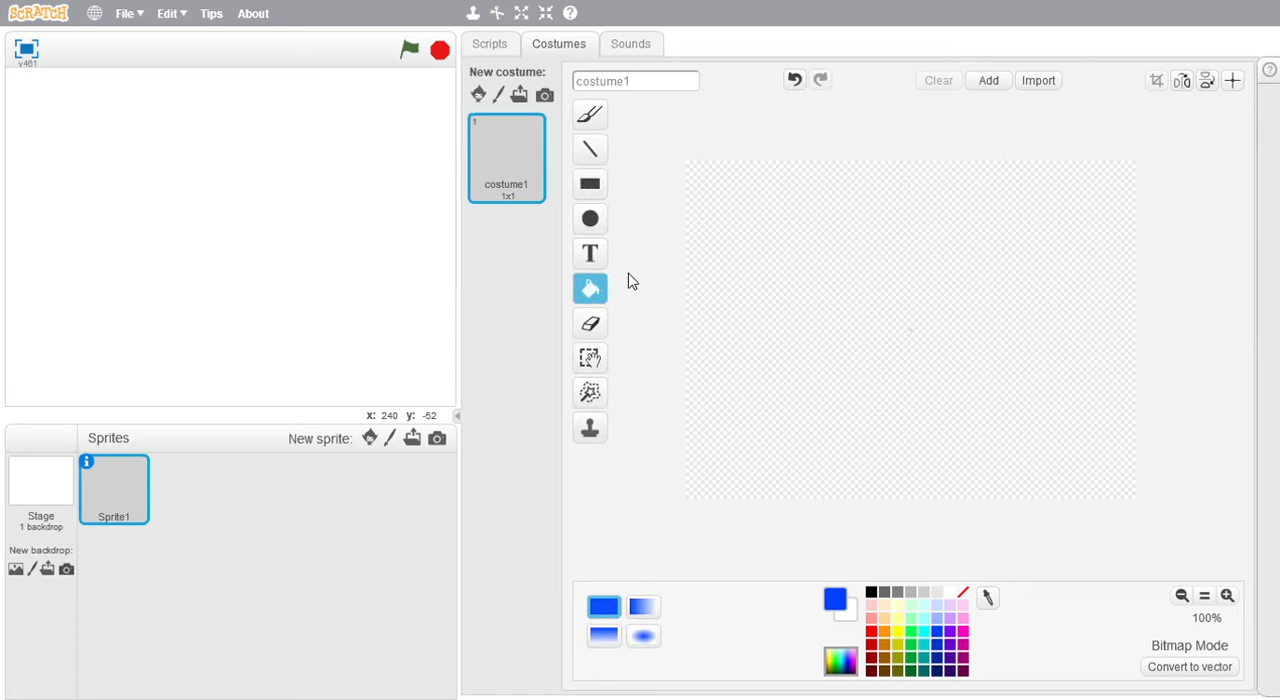 SCRATCH File Edit Tips About
v461
Scripts Costumes Sounds
New costume:
costume1
Clear Add Import
1
costume1
1x1
T
x: 240 y: -52
Sprites New sprite:
Stage
1 backdrop
Sprite1
New backdrop:
100%
Bitmap Mode
Convert to vector